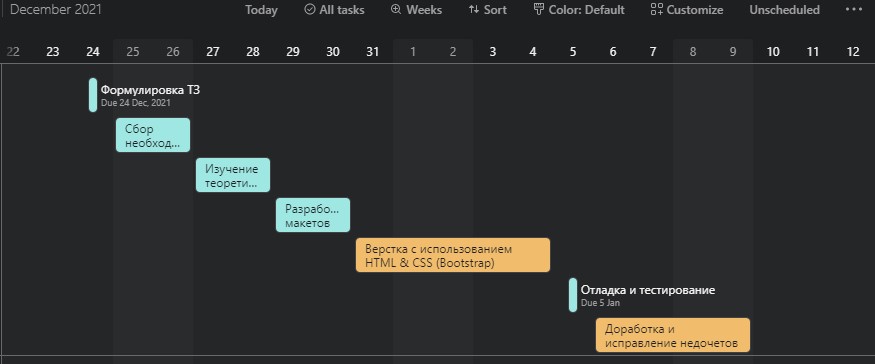 December 2021 Today All tasks Weeks Sort Color: Default Customize Unscheduled
22 23 24 25 26 27 28 29 30 31 1 2 3 4 5 6 7 8 9 10 11 12
Формулировка ТЗ
Due 24 Dec, 2021
Сбор
необход...
Изучение
теорети...
Разрабо...
макетов
Верстка с использованием
HTML & CSS (Bootstrap)
Отладка и тестирование
Due 5 Jan
Доработка и
исправление недочетов